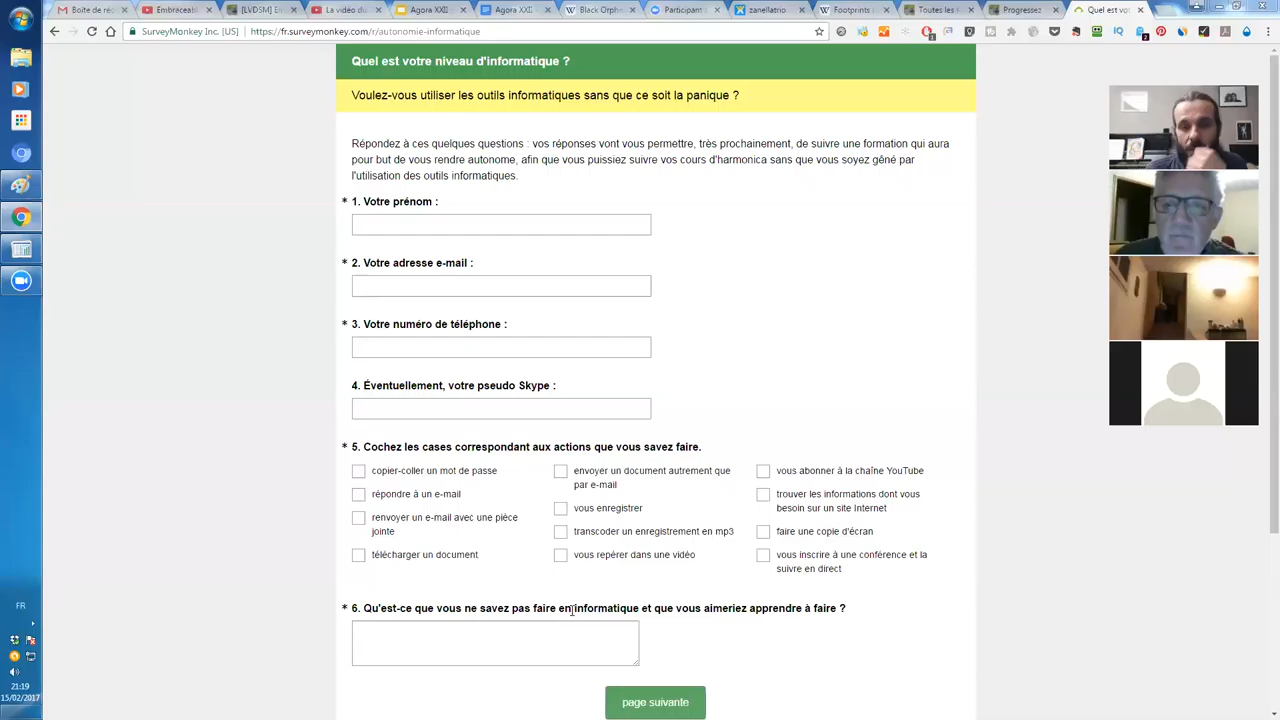 Boîte de ré
Embreceabl
[LVDSM] En
La vidéo du
Agora XXII
Agora XXII
Black Orphe
Participant
zanellatrio
Footprints
Toutes les f
Progressez
Quel est vot
SurveyMonkey Inc. [US]
https://fr.surveymonkey.com/r/autonomie-informatique
Quel est votre niveau d'informatique ?
Voulez-vous utiliser les outils informatiques sans que ce soit la panique ?
Répondez à ces quelques questions : vos réponses vont vous permettre, très prochainement, de suivre une formation qui aura
pour but de vous rendre autonome, afin que vous puissiez suivre vos cours d'harmonica sans que vous soyez gêné par
l'utilisation des outils informatiques.
* 1. Votre prénom :
* 2. Votre adresse e-mail :
* 3. Votre numéro de téléphone :
4. Éventuellement, votre pseudo Skype :
* 5. Cochez les cases correspondant aux actions que vous savez faire.
copier-coller un mot de passe
répondre à un e-mail
renvoyer un e-mail avec une pièce
jointe
télécharger un document
envoyer un document autrement que
par e-mail
vous enregistrer
transcoder un enregistrement en mp3
vous repérer dans une vidéo
vous abonner à la chaîne YouTube
trouver les informations dont vous
besoin sur un site Internet
faire une copie d'écran
vous inscrire à une conférence et la
suivre en direct
* 6. Qu'est-ce que vous ne savez pas faire en informatique et que vous aimeriez apprendre à faire ?
page suivante
FR
21:19
15/02/2017